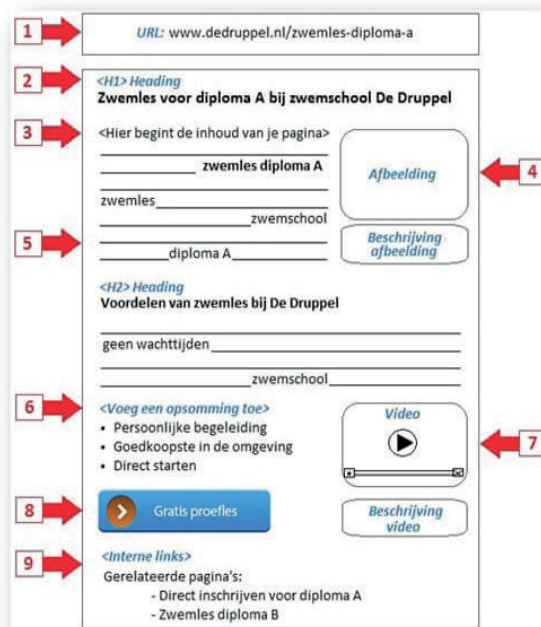 1
URL: www.dedruppel.nl/zwemles-diploma-a
2
<H1> Heading
Zwemles voor diploma A bij zwemschool De Druppel
3
<Hier begint de inhoud van je pagina>
zwemles diploma A
zwemles
zwemschool
5
diploma A
Afbeelding
4
Beschrijving
afbeelding
<H2> Heading
Voordelen van zwemles bij De Druppel
geen wachttijden
zwemschool
6
<Voeg een opsomming toe>
• Persoonlijke begeleiding
• Goedkoopste in de omgeving
• Direct starten
Video
7
8
Gratis proefles
Beschrijving
video
9
<Interne links>
Gerelateerde pagina's:
- Direct inschrijven voor diploma A
- Zwemles diploma B